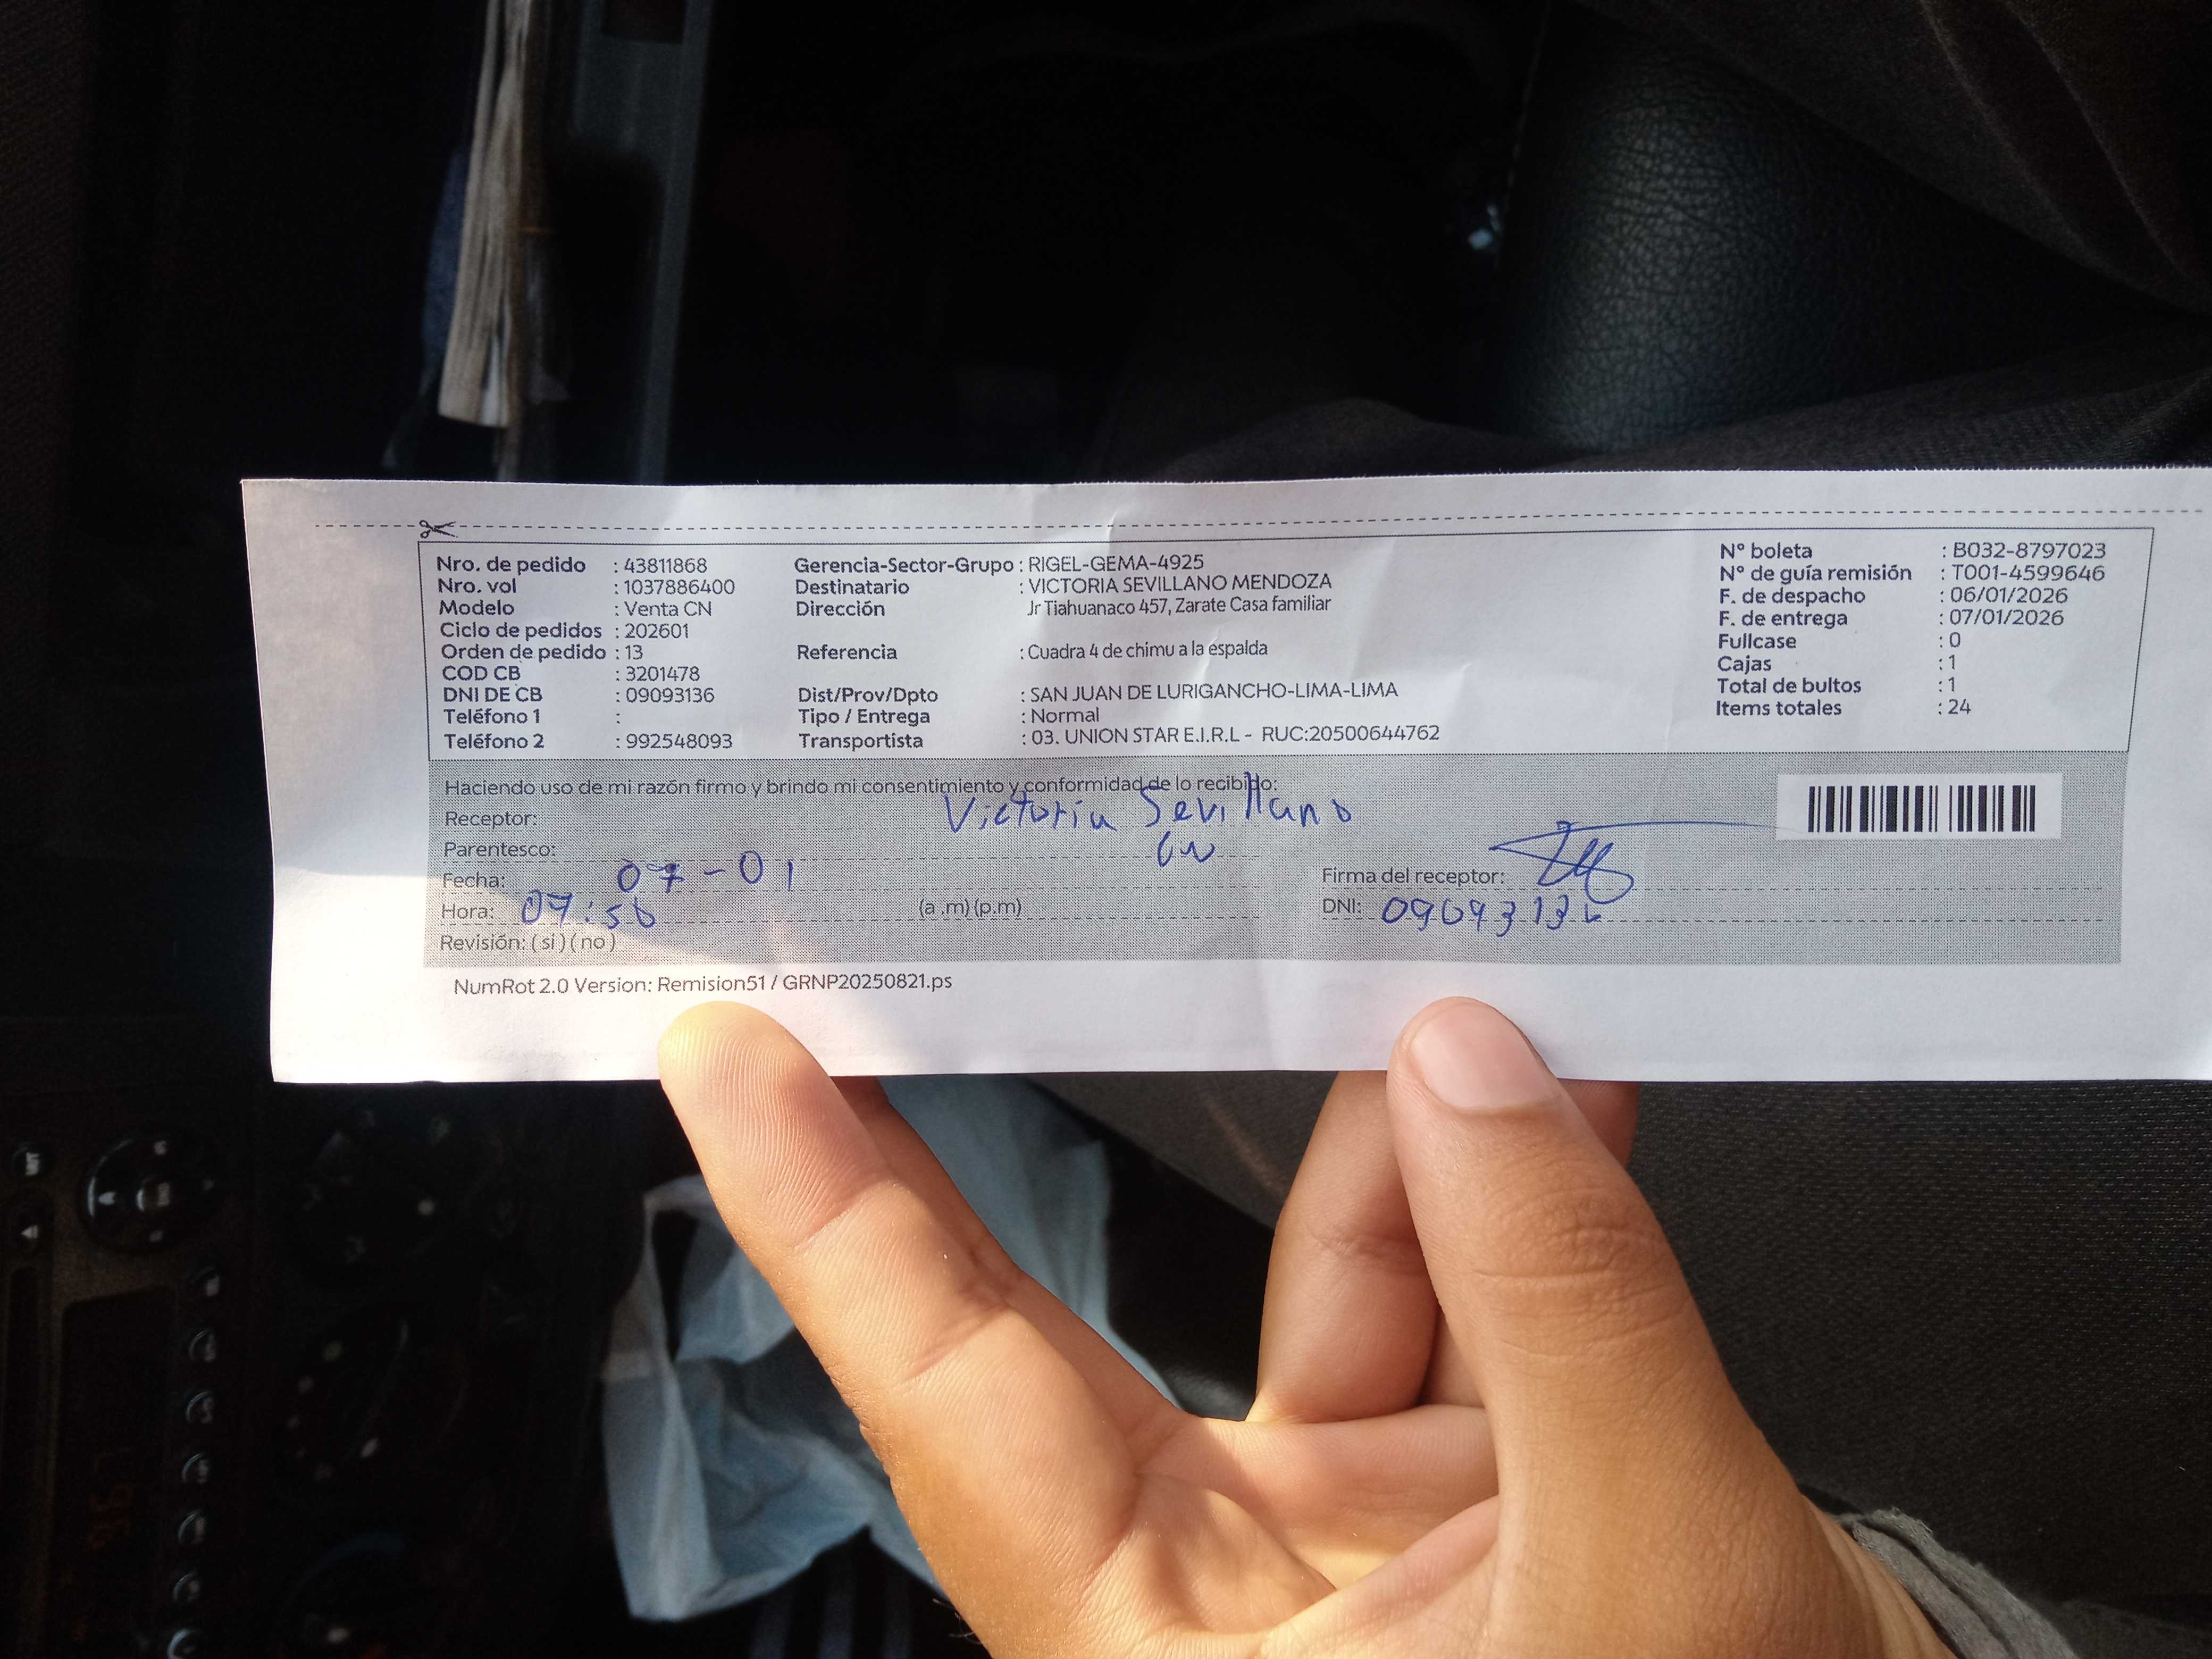 Nro. de pedido : 43811868
Nro. vol : 1037886400
Modelo : Venta CN
Ciclo de pedidos : 202601
Orden de pedido : 13
COD CB : 3201478
DNI DE CB : 09093136
Teléfono 1 :
Teléfono 2 : 992548093
Gerencia-Sector-Grupo : RIGEL-GEMA-4925
Destinatario : VICTORIA SEVILLANO MENDOZA
Dirección Jr Tiahuanaco 457, Zarate Casa familiar
Referencia : Cuadra 4 de chimu a la espalda
Dist/Prov/Dpto : SAN JUAN DE LURIGANCHO-LIMA-LIMA
Tipo / Entrega : Normal
Transportista : 03. UNION STAR E.I.R.L - RUC:20500644762
N° boleta : B032-8797023
N° de guía remisión : T001-4599646
F. de despacho : 06/01/2026
F. de entrega : 07/01/2026
Fullcase : 0
Cajas : 1
Total de bultos : 1
Items totales : 24
Haciendo uso de mi razón firmo y brindo mi consentimiento y conformidad de lo recibido:
Receptor: Victoria Sevillano
Parentesco:
Fecha: 07-01
Firma del receptor:
Hora: 07:56 (a.m) (p.m)
DNI: 09093136
Revisión: ( si ) ( no )
NumRot 2.0 Version: Remision51 / GRNP20250821.ps